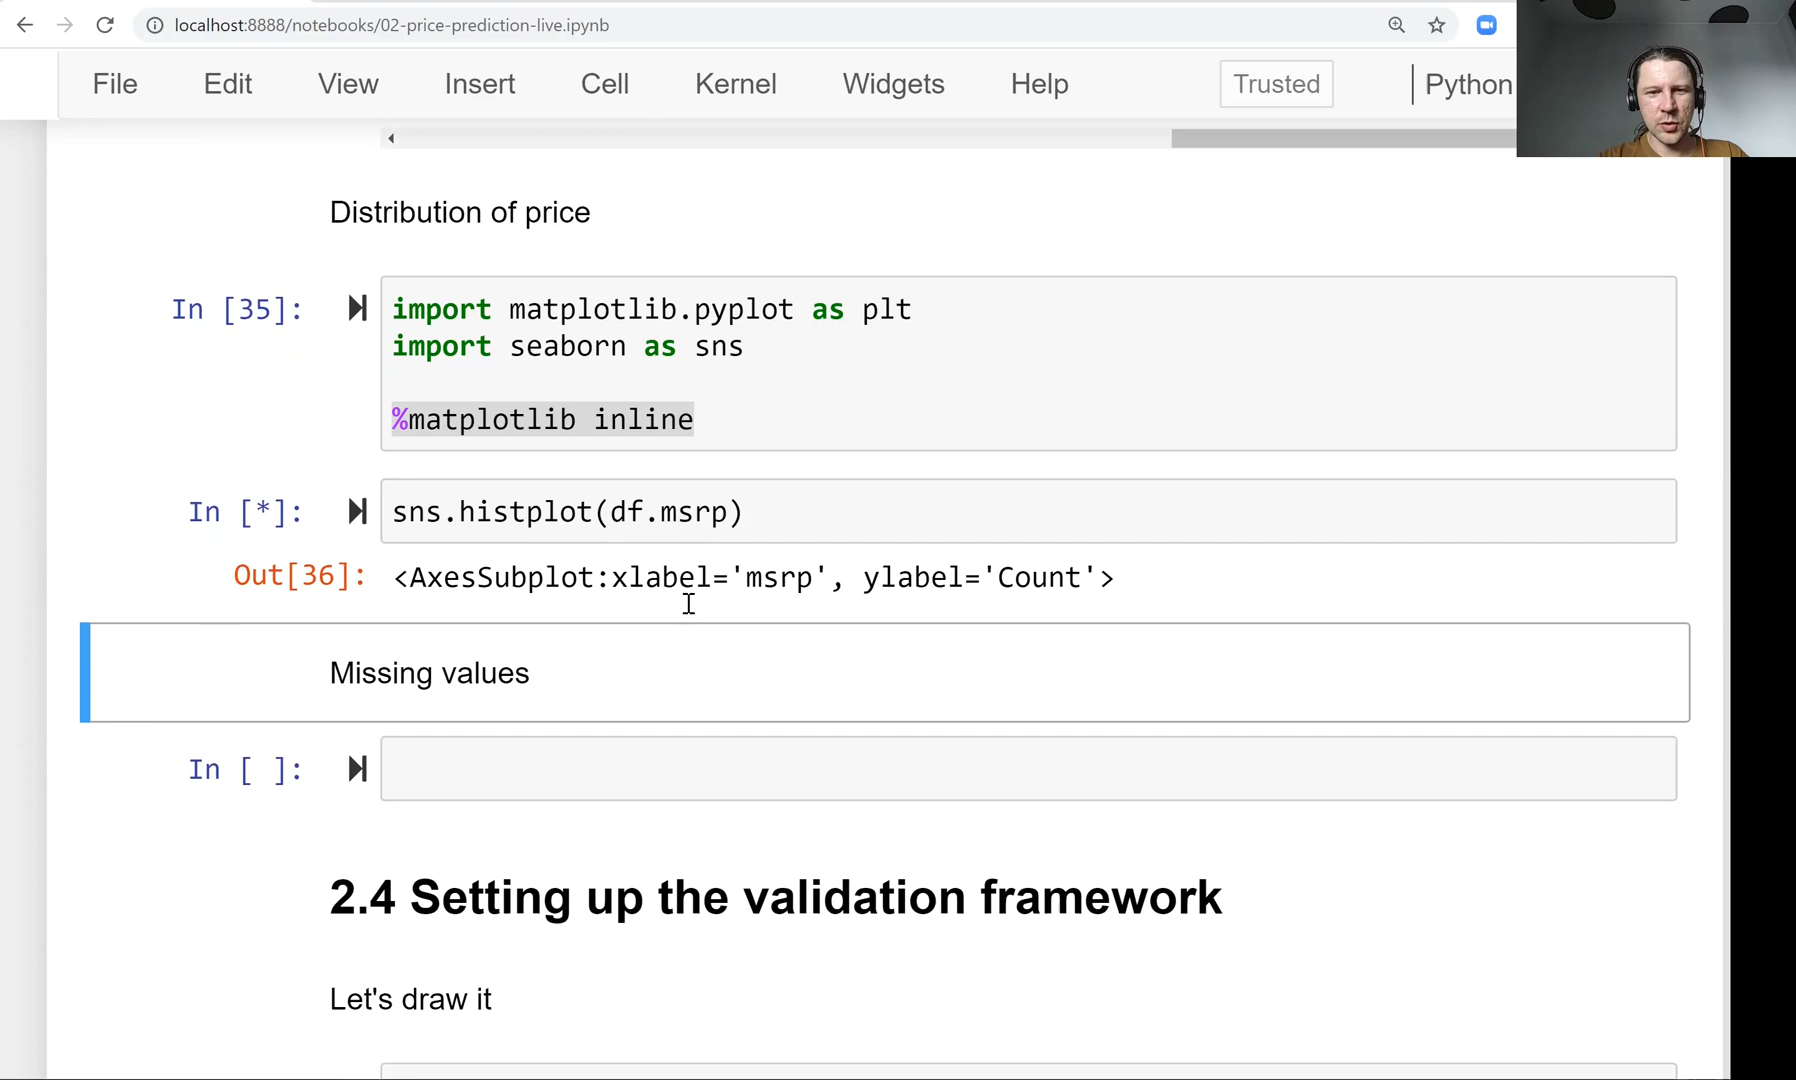 localhost:8888/notebooks/02-price-prediction-live.ipynb
File Edit View Insert Cell Kernel Widgets Help Trusted Python
Distribution of price
In [35]: import matplotlib.pyplot as plt
import seaborn as sns
%matplotlib inline
In [*]: sns.histplot(df.msrp)
Out[36]: <AxesSubplot:xlabel='msrp', ylabel='Count'>
Missing values
In [ ]:
2.4 Setting up the validation framework
Let's draw it